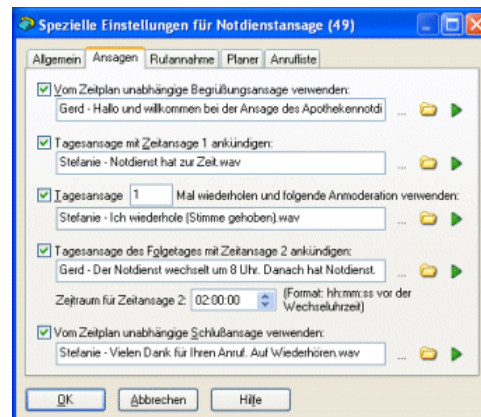 Spezielle Einstellungen für Notdienstansage (49)
Allgemein Ansagen Rufannahme Planer Anrufliste
Vom Zeitplan unabhängige Begrüßungsansage verwenden:
Gerd - Hallo und willkommen bei der Ansage des Apothekennotdi ...
Tagesansage mit Zeitansage 1 ankündigen:
Stefanie - Notdienst hat zur Zeit.wav ...
Tagesansage 1 Mal wiederholen und folgende Anmoderation verwenden:
Stefanie - Ich wiederhole (Stimme gehoben).wav ...
Tagesansage des Folgetages mit Zeitansage 2 ankündigen:
Gerd - Der Notdienst wechselt um 8 Uhr. Danach hat Notdienst. ...
Zeitraum für Zeitansage 2: 02:00:00 (Format: hh:mm:ss vor der
Wechseluhrzeit)
Vom Zeitplan unabhängige Schlußansage verwenden:
Stefanie - Vielen Dank für Ihren Anruf. Auf Wiederhören.wav ...
OK Abbrechen Hilfe